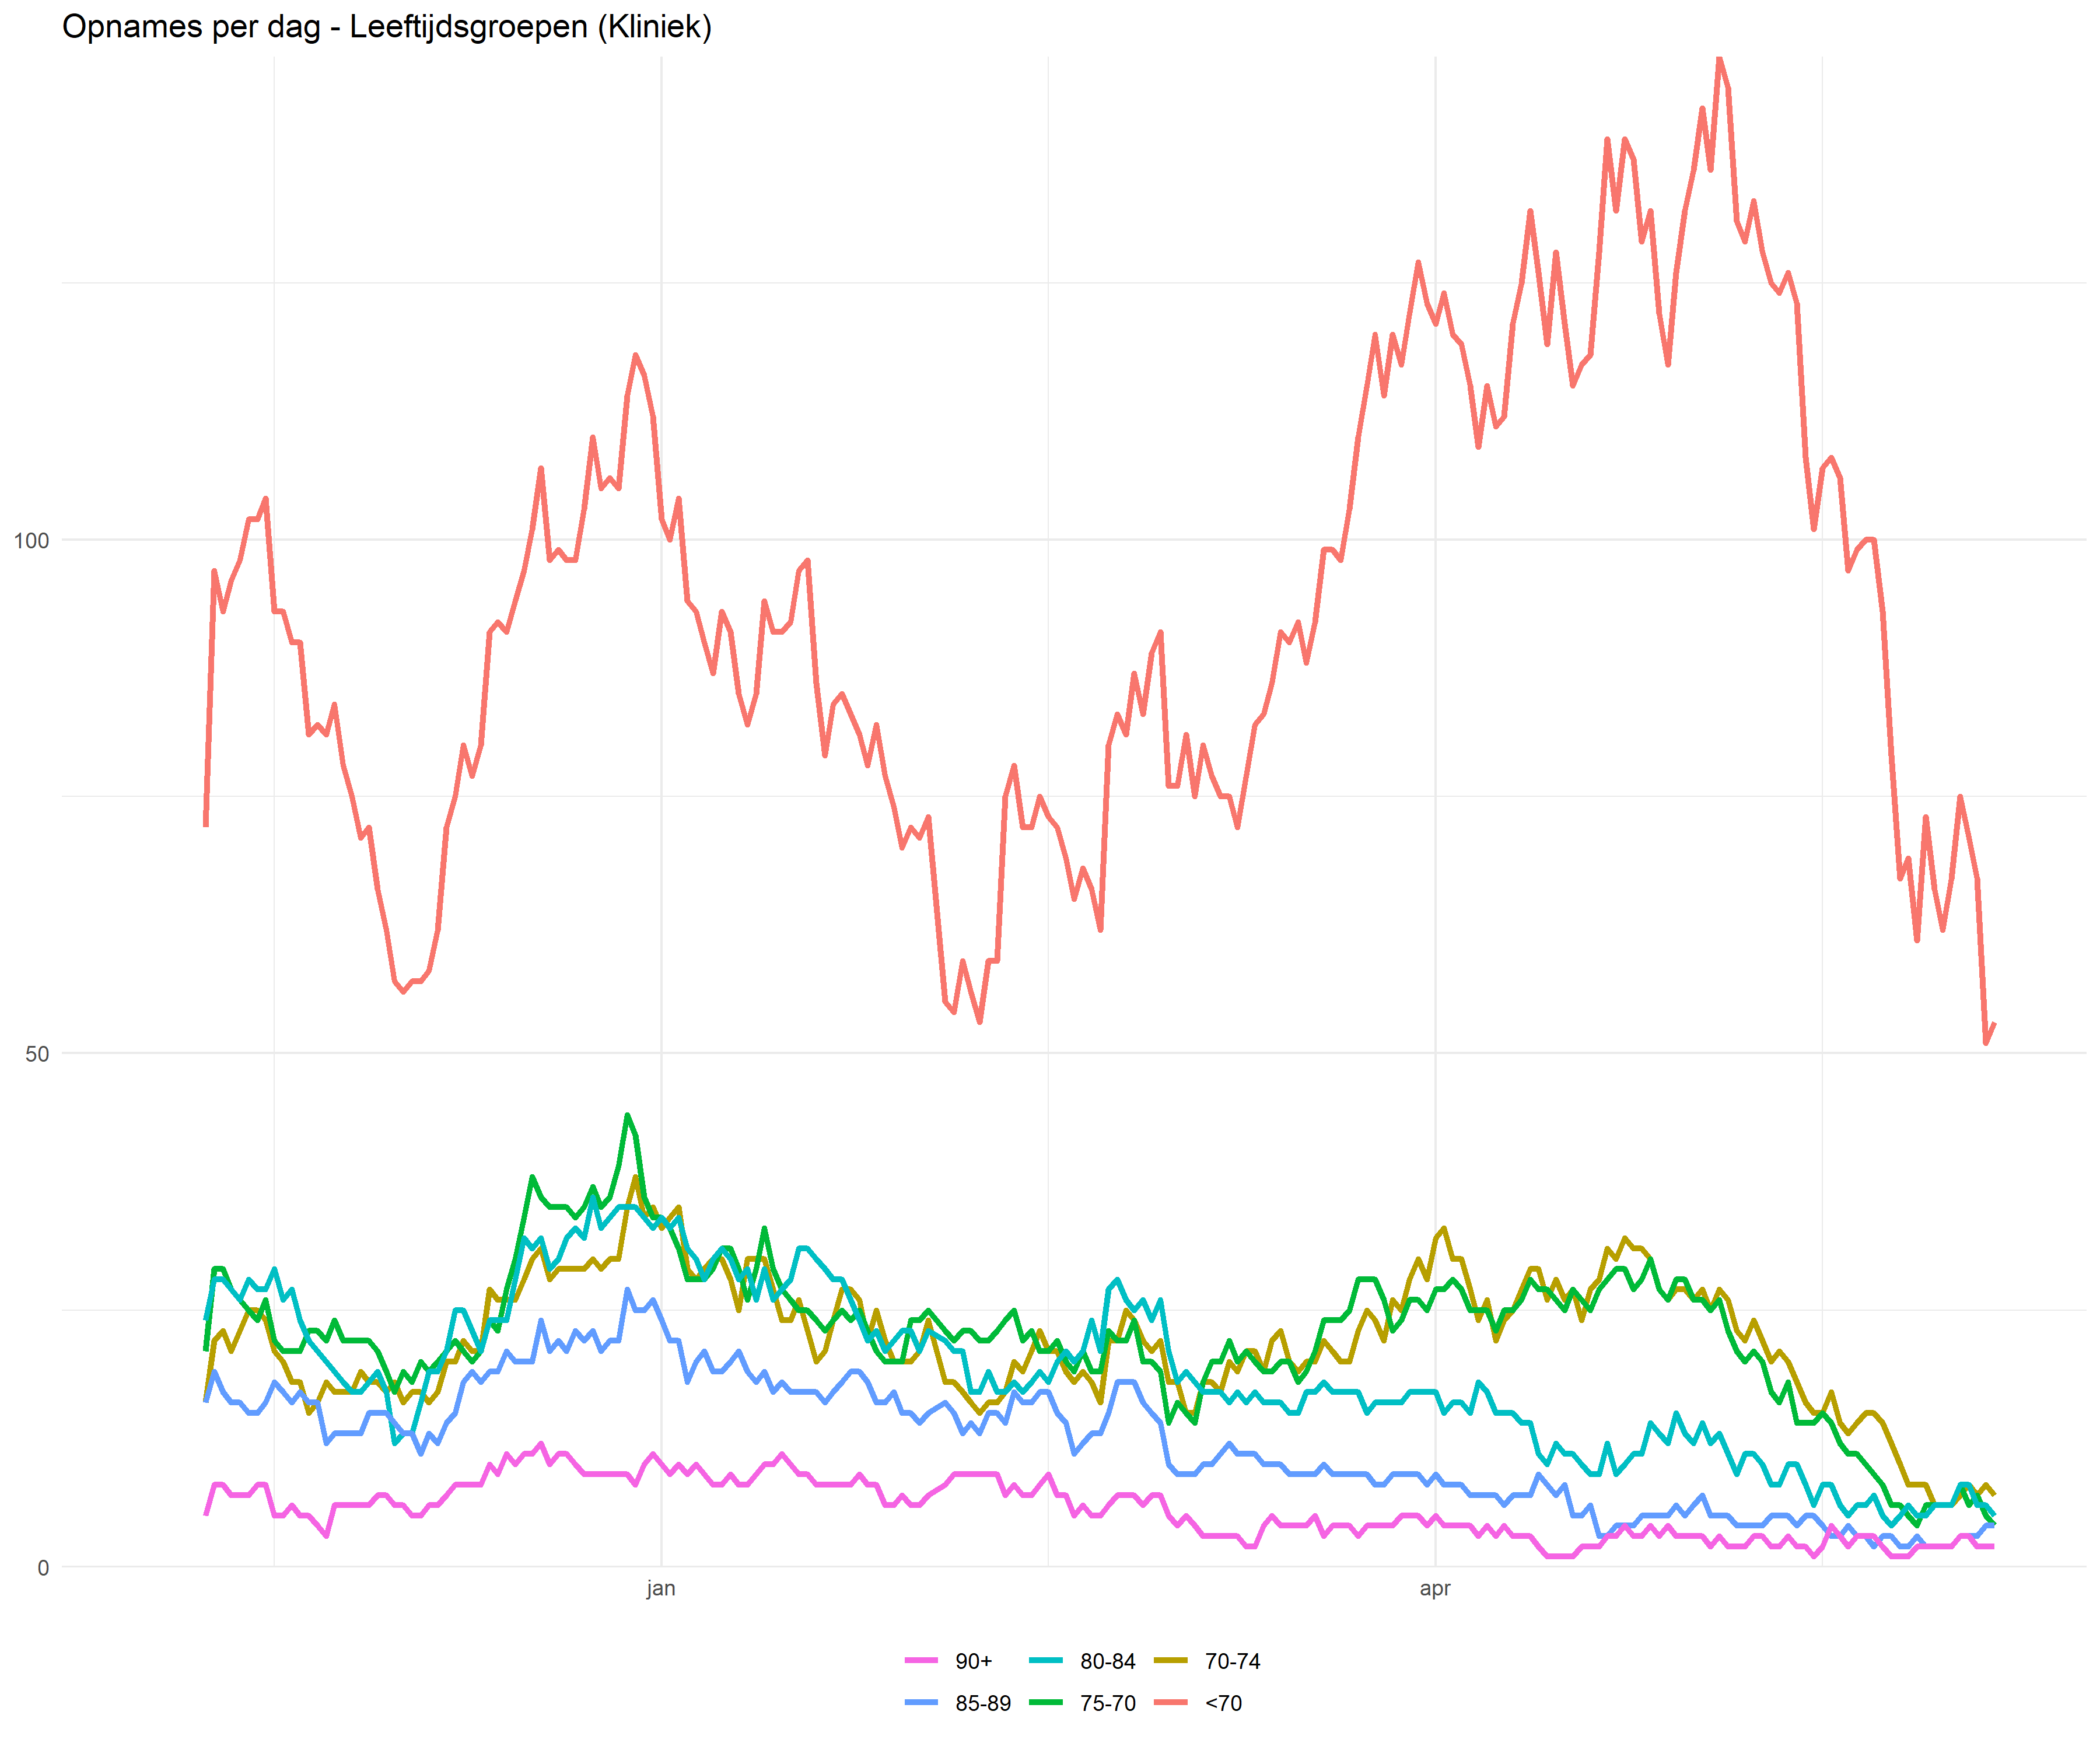 Opnames per dag - Leeftijdsgroepen (Kliniek)
100
50
0
jan apr
90+ 80-84 70-74
85-89 75-70 <70